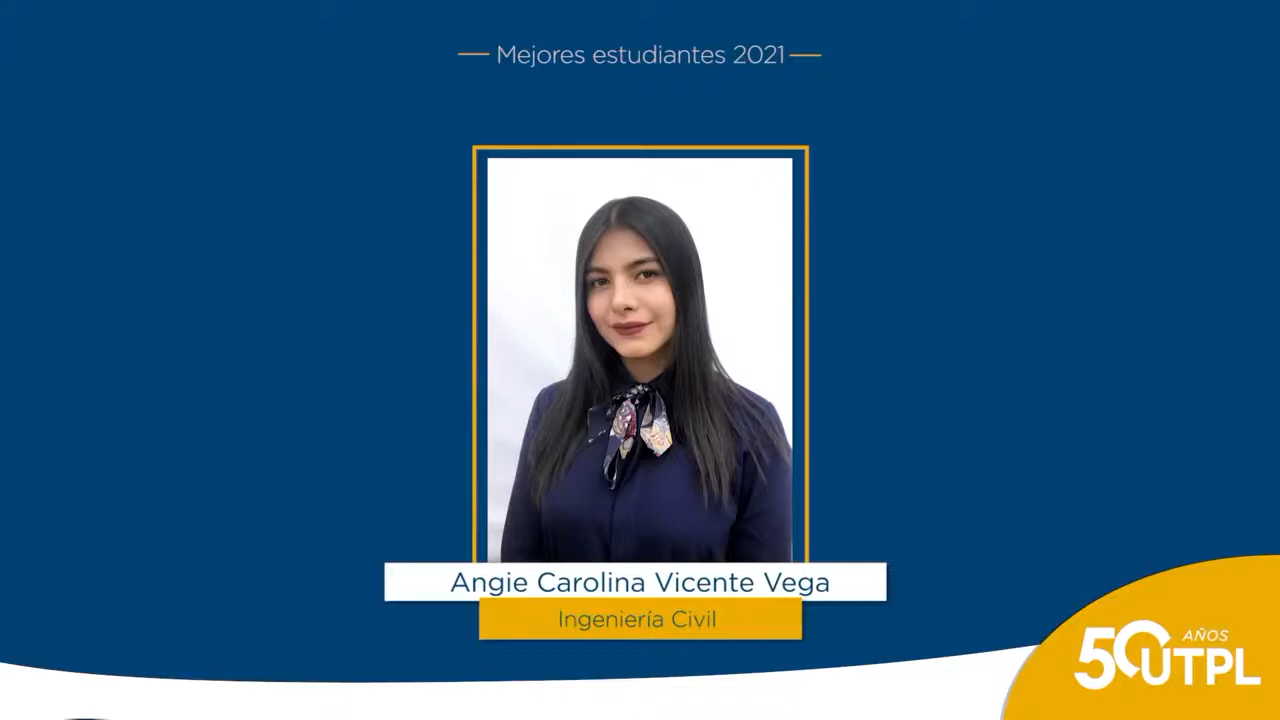 Mejores estudiantes 2021
Angie Carolina Vicente Vega
Ingeniería Civil
50 AÑOS
UTPL